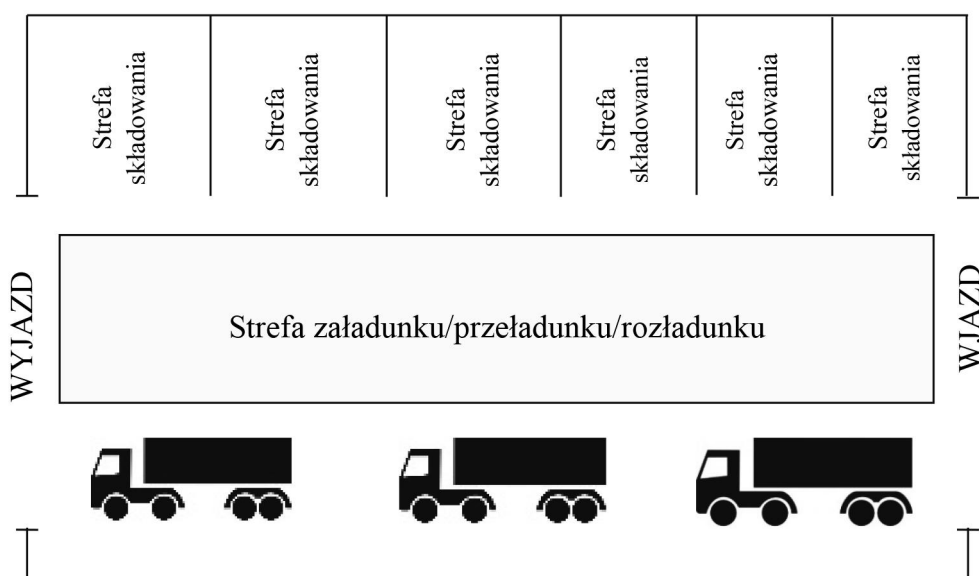 Strefa
składowania
Strefa
składowania
Strefa
składowania
Strefa
składowania
Strefa
składowania
Strefa
składowania
WYJAZD
Strefa załadunku/przeładunku/rozładunku
WJAZD